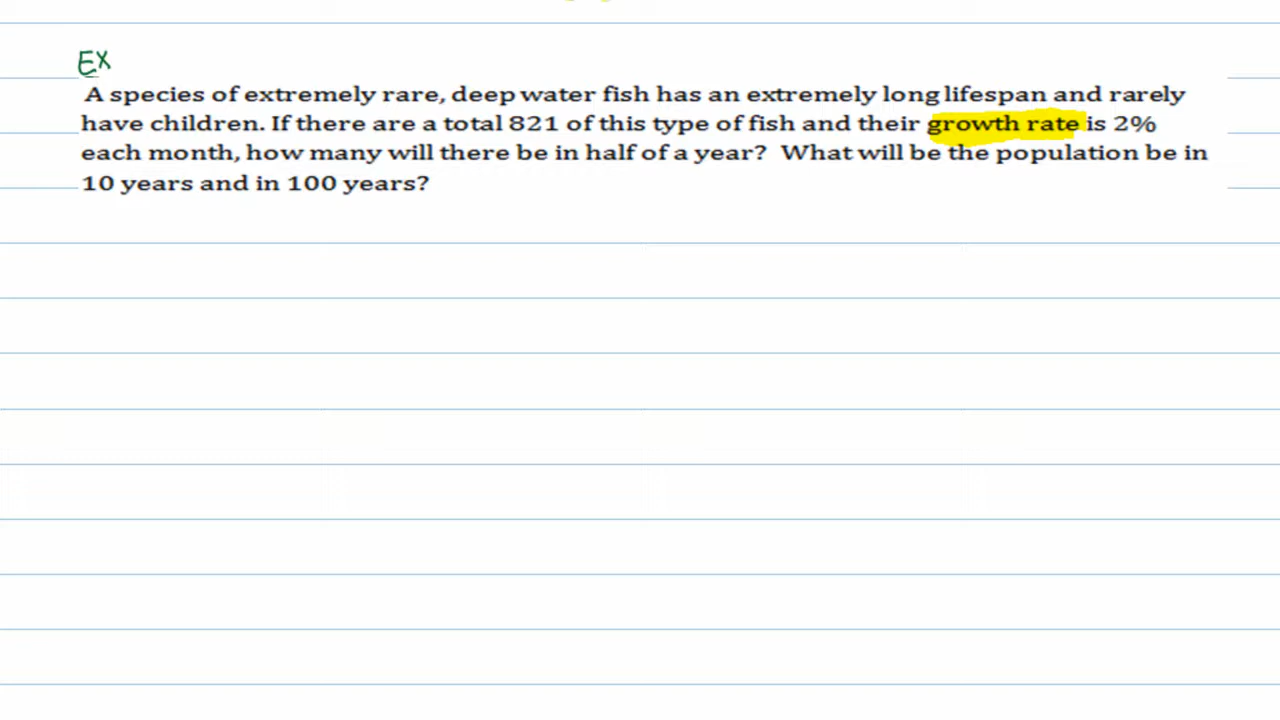 EX
A species of extremely rare, deep water fish has an extremely long lifespan and rarely
have children. If there are a total 821 of this type of fish and their growth rate is 2%
each month, how many will there be in half of a year? What will be the population be in
10 years and in 100 years?